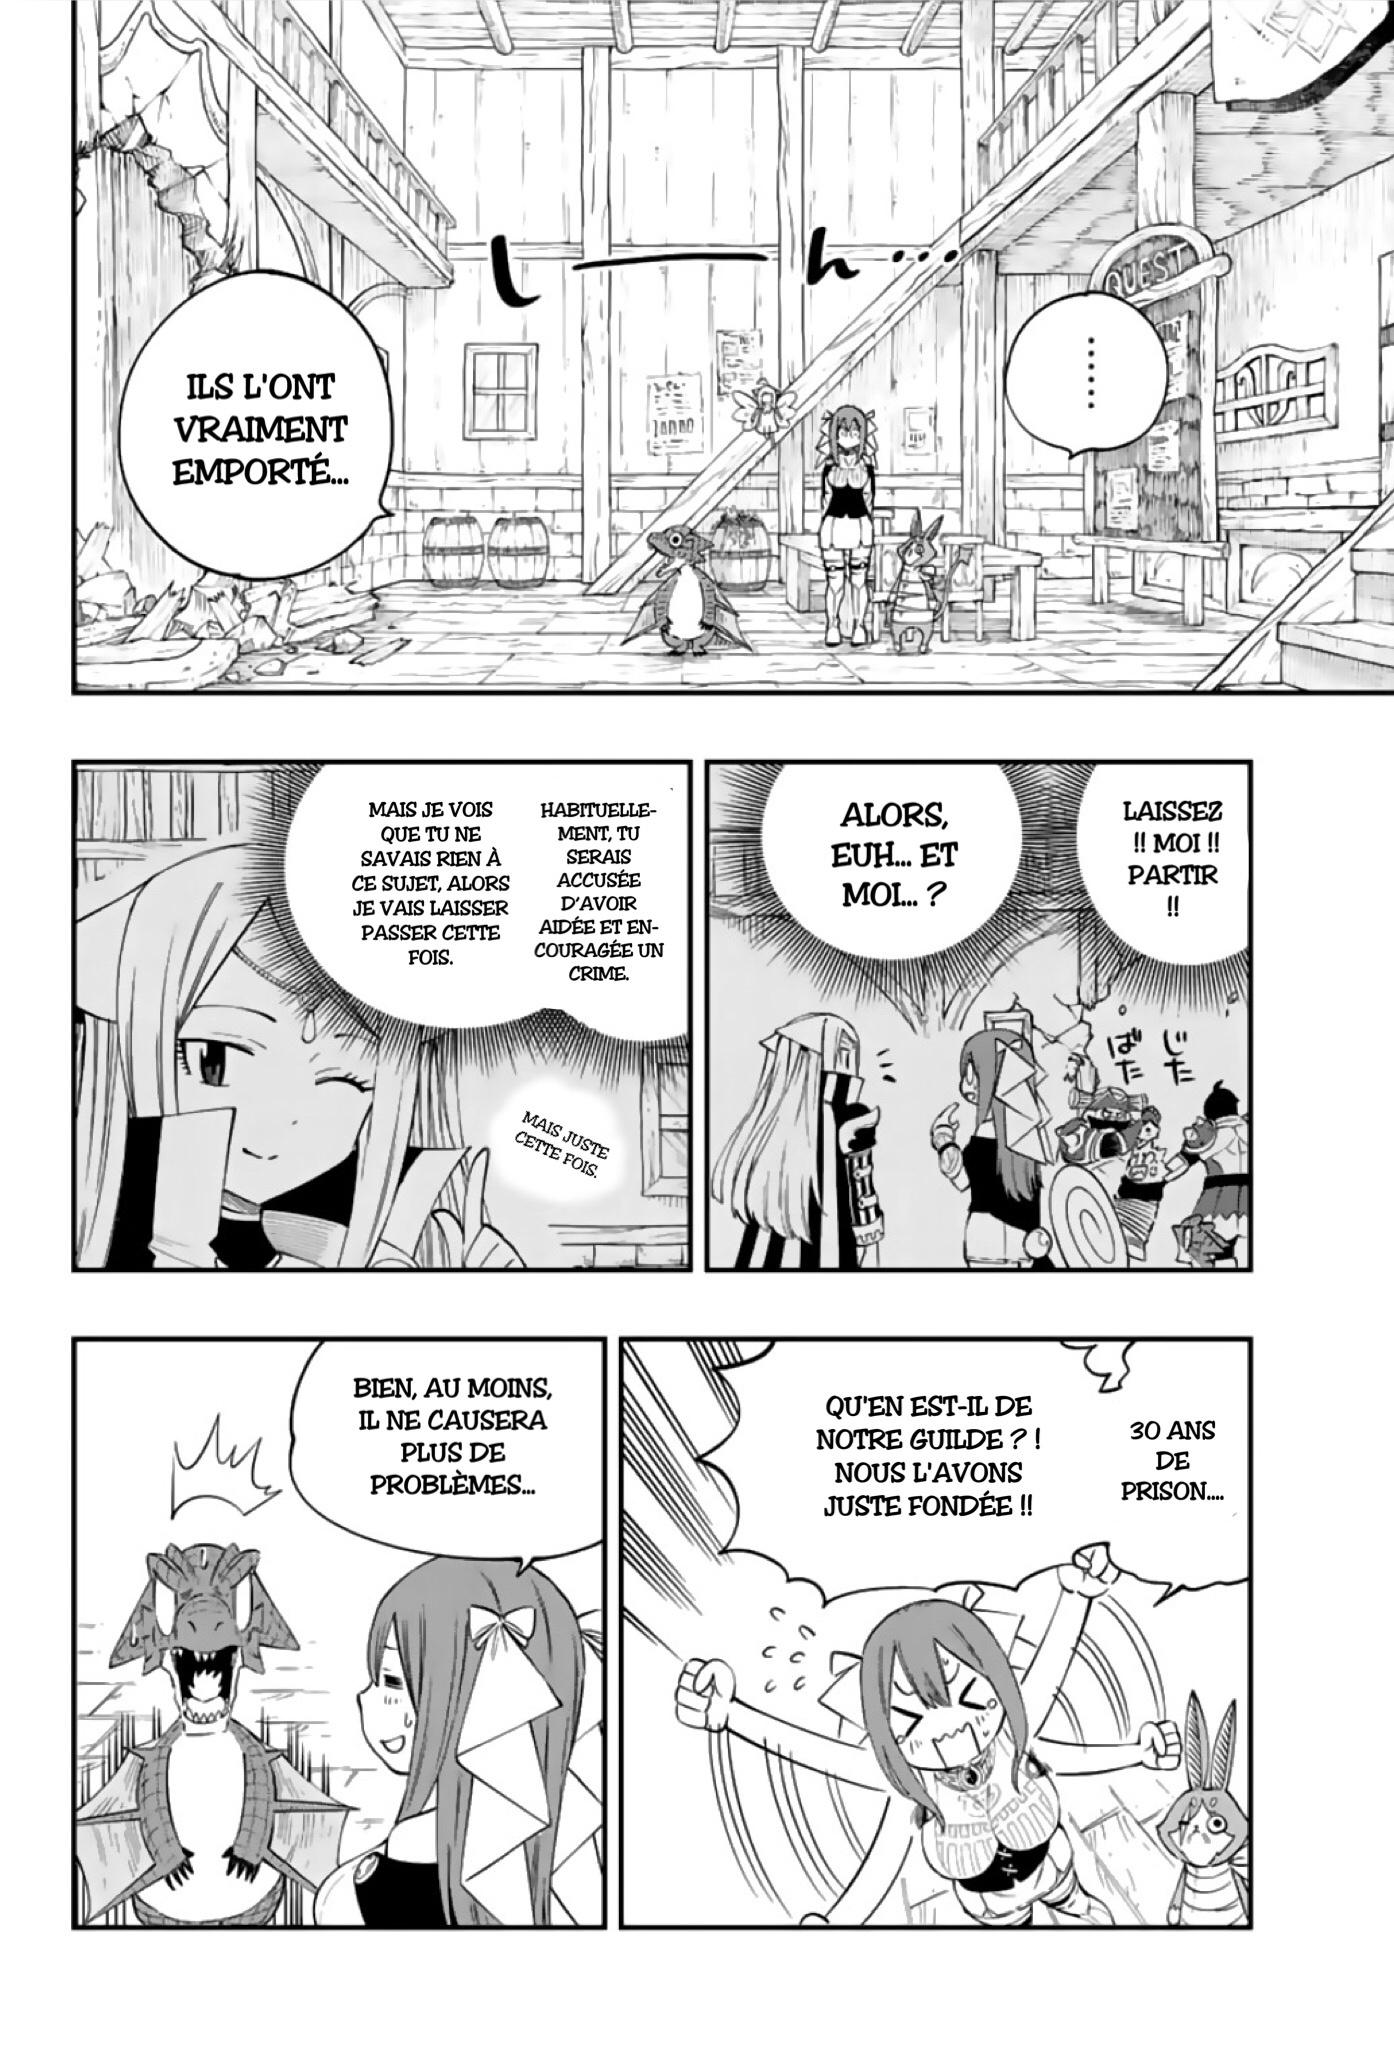 ......
し――ん…
QUEST
ILS L'ONT
VRAIMENT
EMPORTÉ...
LAISSEZ
!! MOI !!
PARTIR
!!
ALORS,
EUH... ET
MOI... ?
じた
ばた
HABITUELLE-
MENT, TU
SERAIS
ACCUSÉE
D'AVOIR
AIDÉE ET EN-
COURAGÉE UN
CRIME.
MAIS JE VOIS
QUE TU NE
SAVAIS RIEN À
CE SUJET, ALORS
JE VAIS LAISSER
PASSER CETTE
FOIS.
MAIS JUSTE
CETTE FOIS.
30 ANS
DE
PRISON....
QU'EN EST-IL DE
NOTRE GUILDE ? !
NOUS L'AVONS
JUSTE FONDÉE !!
BIEN, AU MOINS,
IL NE CAUSERA
PLUS DE
PROBLÈMES...